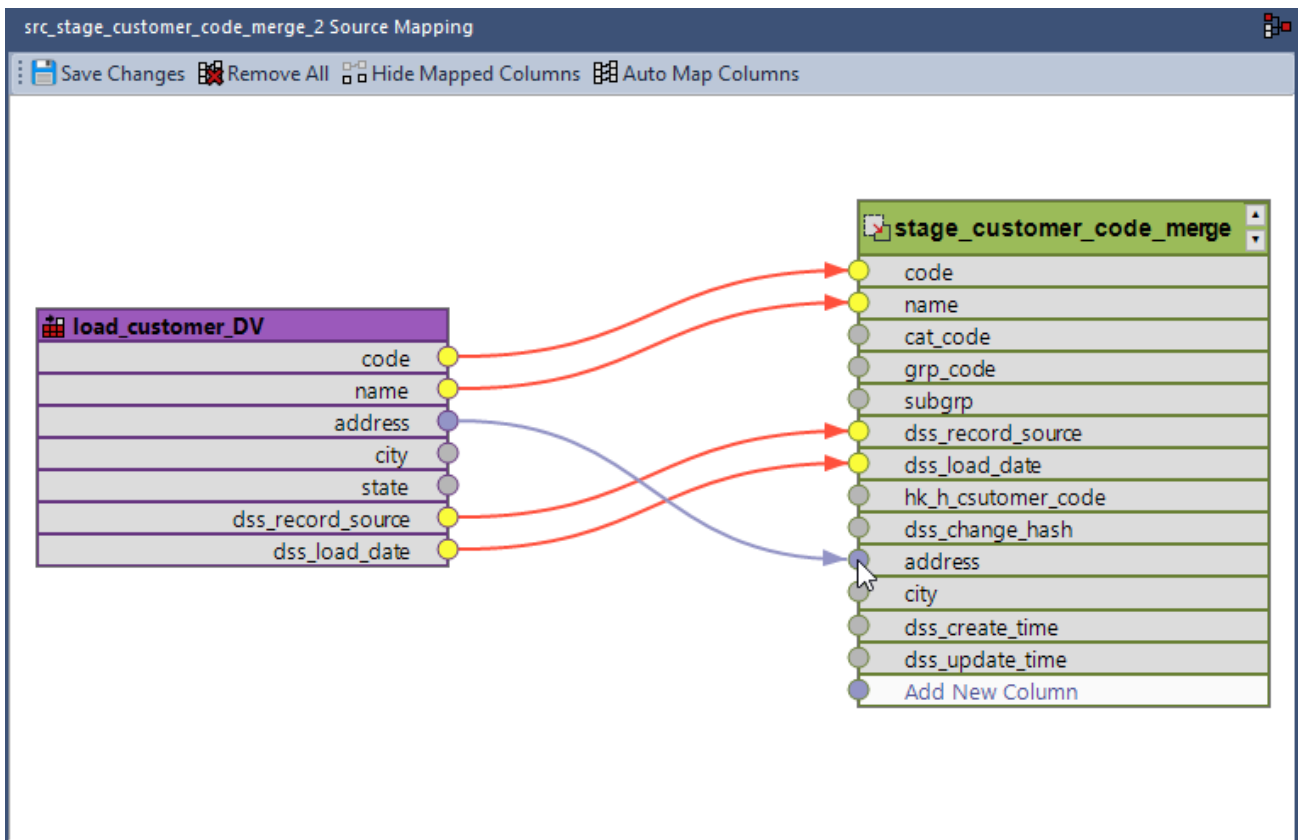 src_stage_customer_code_merge_2 Source Mapping
Save Changes Remove All Hide Mapped Columns Auto Map Columns
load_customer_DV
code
name
address
city
state
dss_record_source
dss_load_date
stage_customer_code_merge
code
name
cat_code
grp_code
subgrp
dss_record_source
dss_load_date
hk_h_csutomer_code
dss_change_hash
address
city
dss_create_time
dss_update_time
Add New Column